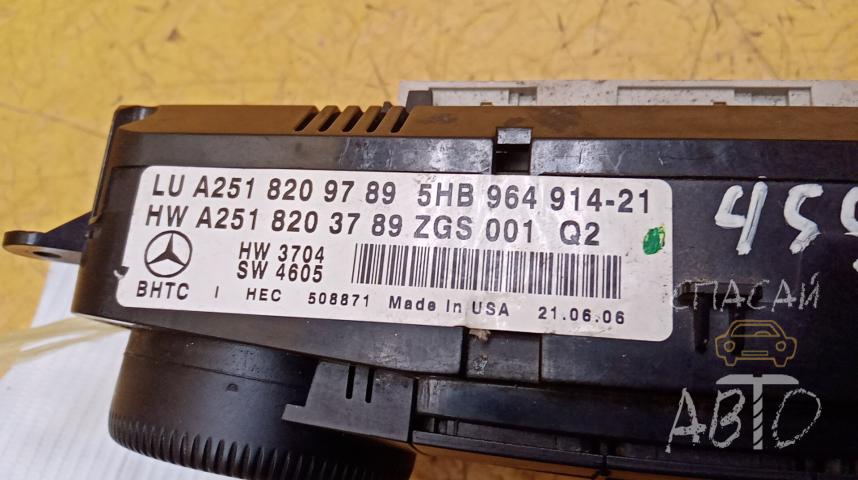 LU A251 820 97 89 5HB 964 914-21
HW A251 820 37 89 ZGS 001 Q2
HW 3704
SW 4605
BHTC I HEC 508871 Made In USA 21.06.06
СПАСАЙ
АВТО